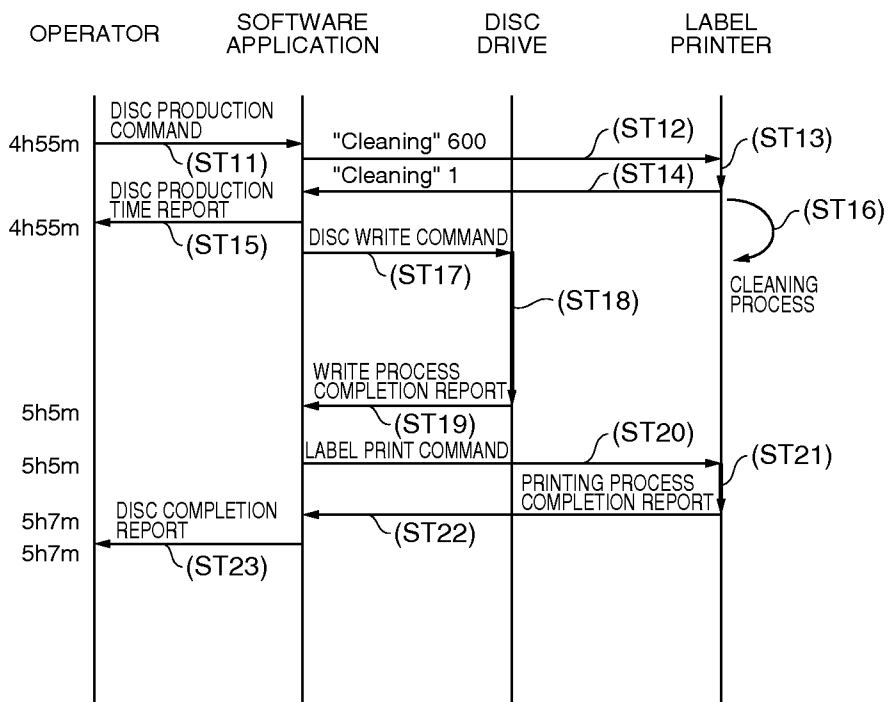 OPERATOR
SOFTWARE
APPLICATION
DISC
DRIVE
LABEL
PRINTER
DISC PRODUCTION
COMMAND
4h55m
(ST11)
"Cleaning" 600
(ST12)
(ST13)
"Cleaning" 1
(ST14)
DISC PRODUCTION
TIME REPORT
4h55m
(ST15)
(ST16)
DISC WRITE COMMAND
(ST17)
CLEANING
PROCESS
(ST18)
WRITE PROCESS
COMPLETION REPORT
5h5m
(ST19)
LABEL PRINT COMMAND
5h5m
(ST20)
(ST21)
PRINTING PROCESS
COMPLETION REPORT
5h7m
(ST22)
DISC COMPLETION
REPORT
5h7m
(ST23)